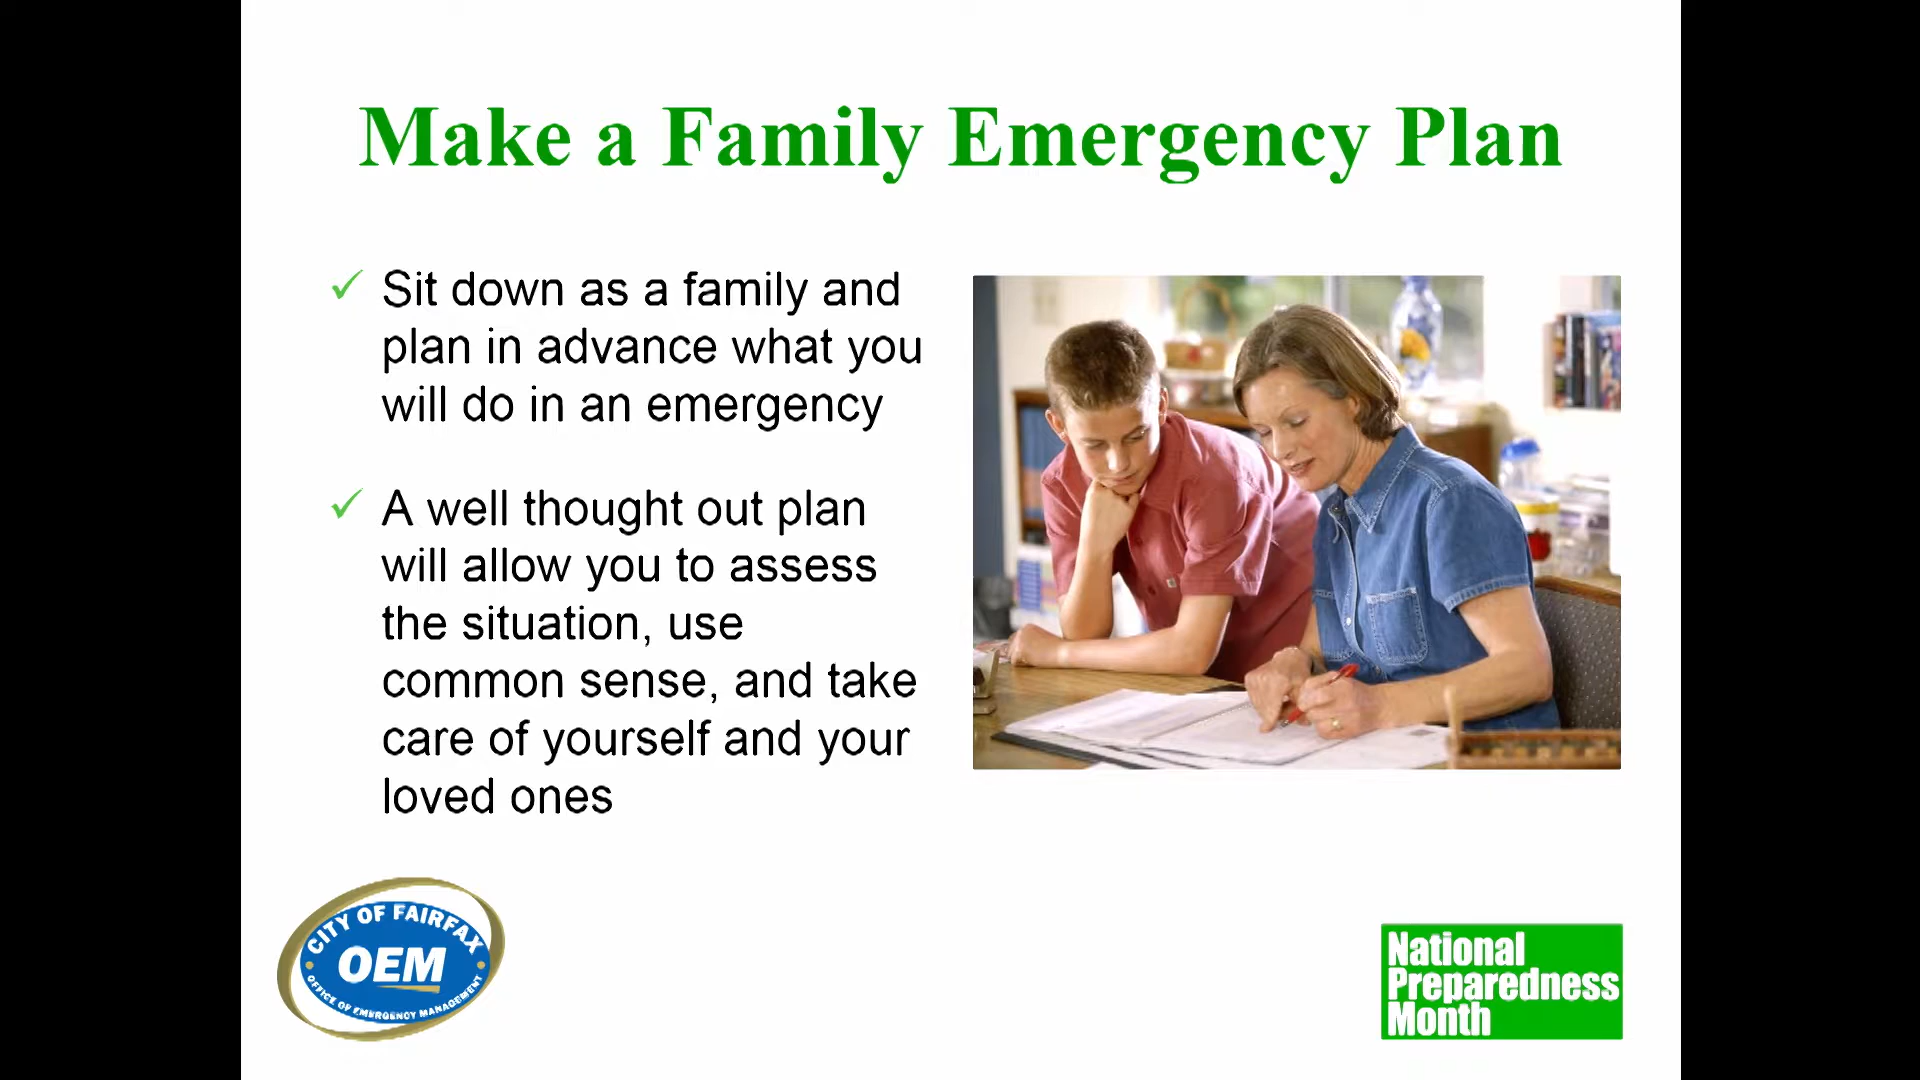 Make a Family Emergency Plan
Sit down as a family and
plan in advance what you
will do in an emergency
A well thought out plan
will allow you to assess
the situation, use
common sense, and take
care of yourself and your
loved ones
CITY OF FAIRFAX
OEM
OFFICE OF EMERGENCY MANAGEMENT
National
Preparedness
Month